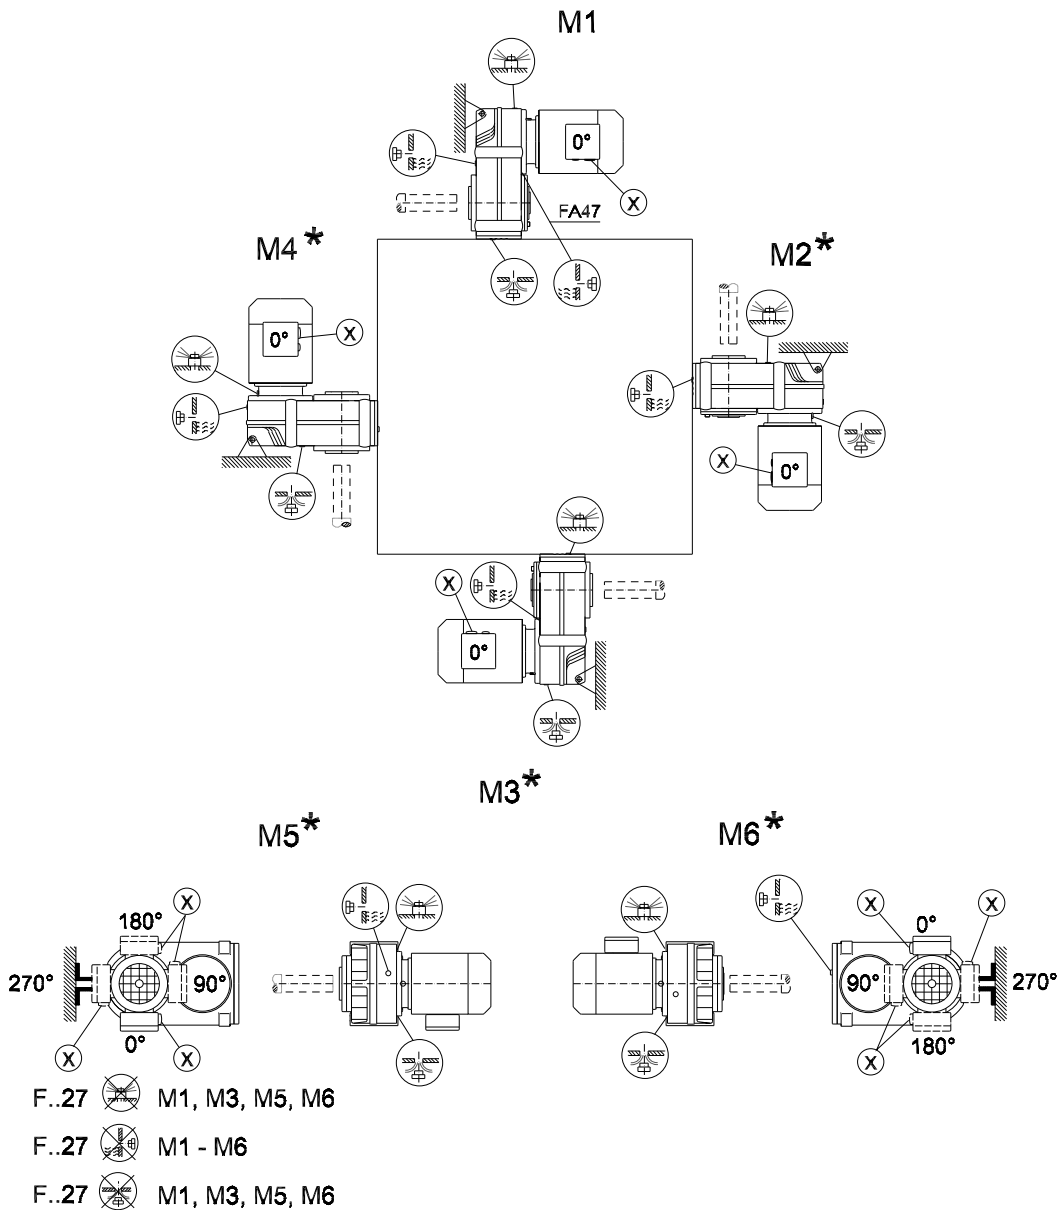 M1
0°
X
FA47
M4*
M2*
0°
X
X
0°
X
0°
M3*
M5*
M6*
X
180°
270°
90°
0°
X
X
X
X
0°
90°
270°
X
180°
F..27 M1, M3, M5, M6
F..27 M1 - M6
F..27 M1, M3, M5, M6